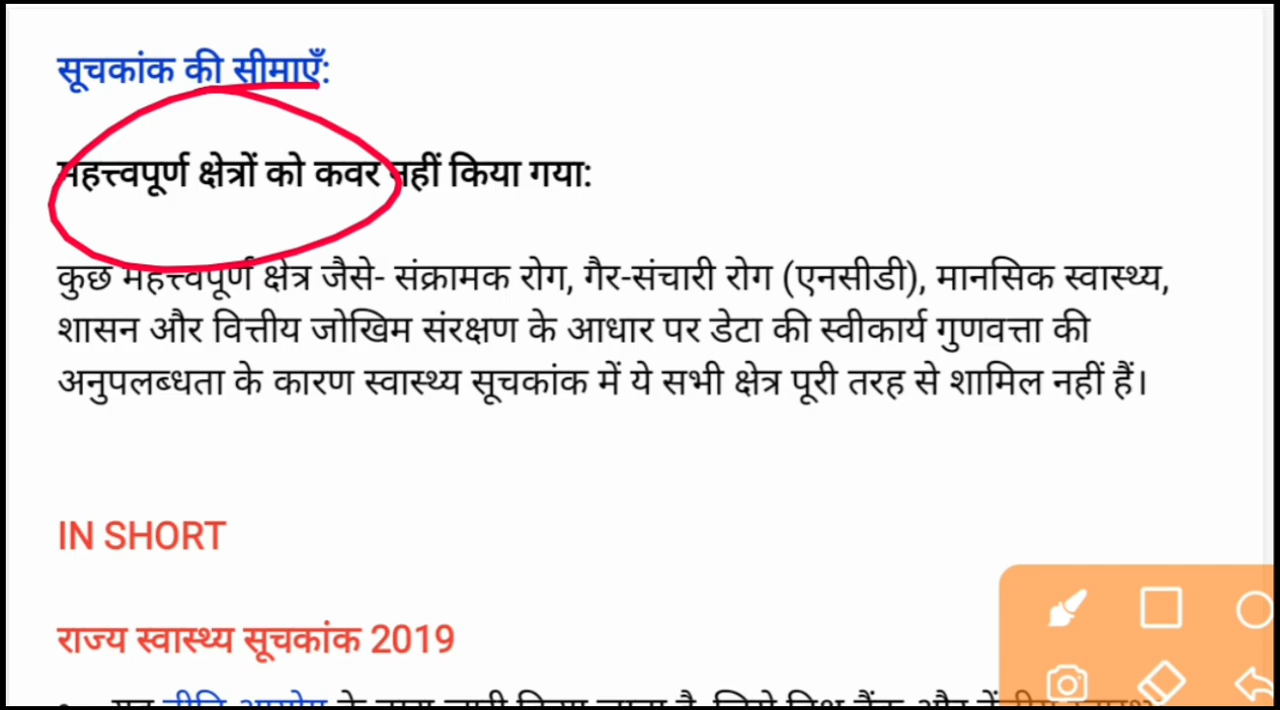 सूचकांक की सीमाएँ:
महत्त्वपूर्ण क्षेत्रों को कवर नहीं किया गया:
कुछ महत्त्वपूर्ण क्षेत्र जैसे- संक्रामक रोग, गैर-संचारी रोग (एनसीडी), मानसिक स्वास्थ्य,
शासन और वित्तीय जोखिम संरक्षण के आधार पर डेटा की स्वीकार्य गुणवत्ता की
अनुपलब्धता के कारण स्वास्थ्य सूचकांक में ये सभी क्षेत्र पूरी तरह से शामिल नहीं हैं।
IN SHORT
राज्य स्वास्थ्य सूचकांक 2019